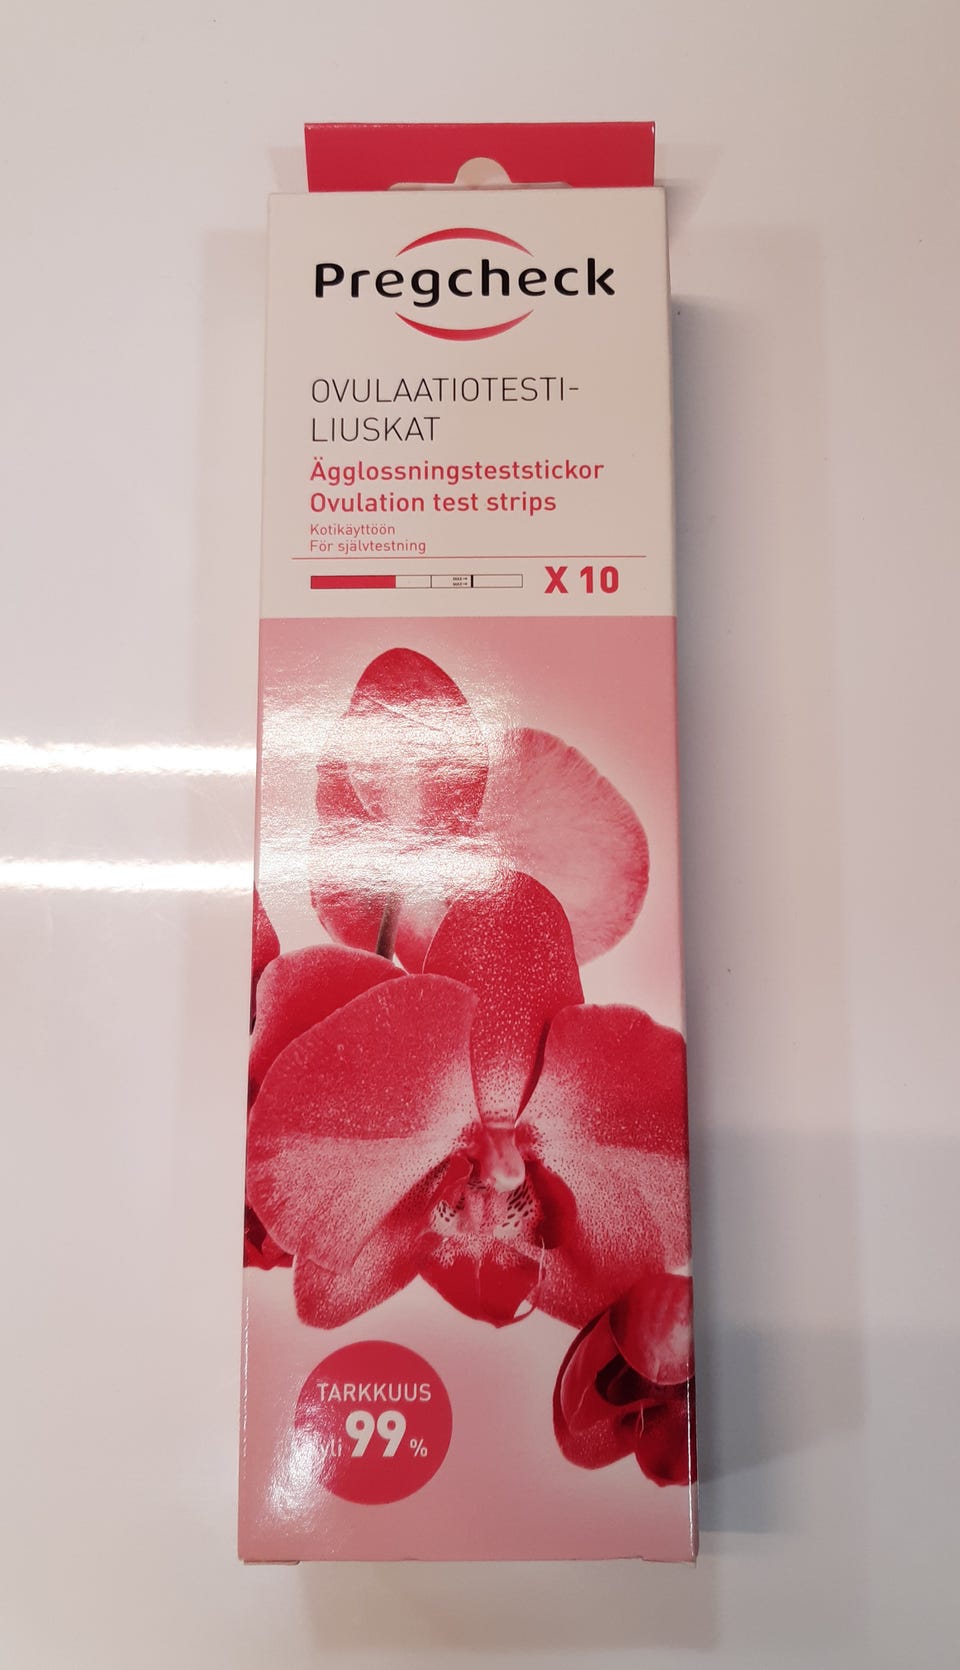 Pregcheck
OVULAATIOTESTI-
LIUSKAT
Ägglossningsteststickor
Ovulation test strips
Kotikäyttöön
För självtestning
X 10
TARKKUUS
yli 99 %